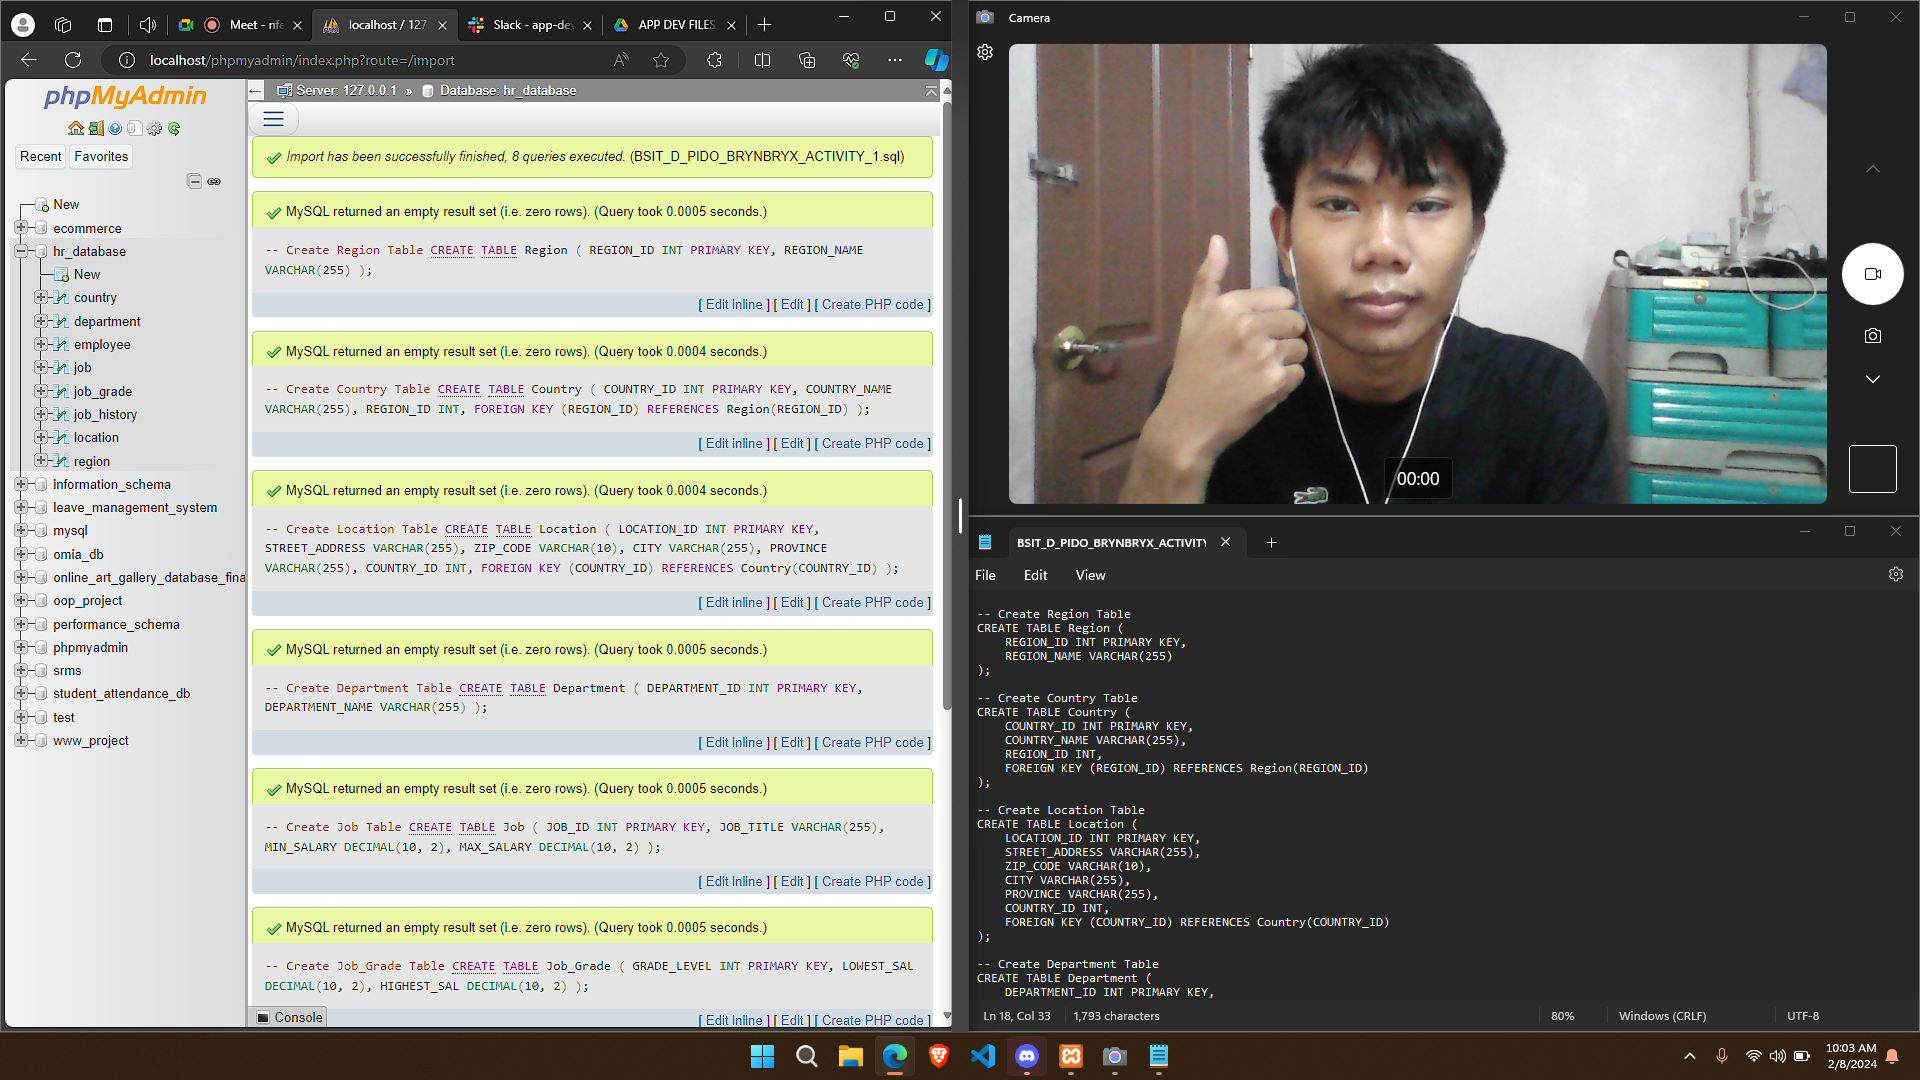 Meet - nfe
localhost / 127.
Slack - app-dev
APP DEV FILES
localhost/phpmyadmin/index.php?route=/import
phpMyAdmin
Recent
Favorites
New
ecommerce
hr_database
New
country
department
employee
job
job_grade
job_history
location
region
information_schema
leave_management_system
mysql
omia_db
online_art_gallery_database_fina
oop_project
performance_schema
phpmyadmin
srms
student_attendance_db
test
www_project
Server: 127.0.0.1 » Database: hr_database
Import has been successfully finished, 8 queries executed. (BSIT_D_PIDO_BRYNBRYX_ACTIVITY_1.sql)
MySQL returned an empty result set (i.e. zero rows). (Query took 0.0005 seconds.)
-- Create Region Table CREATE TABLE Region ( REGION_ID INT PRIMARY KEY, REGION_NAME
VARCHAR(255) );
[ Edit inline ] [ Edit ] [ Create PHP code ]
MySQL returned an empty result set (i.e. zero rows). (Query took 0.0004 seconds.)
-- Create Country Table CREATE TABLE Country ( COUNTRY_ID INT PRIMARY KEY, COUNTRY_NAME
VARCHAR(255), REGION_ID INT, FOREIGN KEY (REGION_ID) REFERENCES Region(REGION_ID) );
[ Edit inline ] [ Edit ] [ Create PHP code ]
MySQL returned an empty result set (i.e. zero rows). (Query took 0.0004 seconds.)
-- Create Location Table CREATE TABLE Location ( LOCATION_ID INT PRIMARY KEY,
STREET_ADDRESS VARCHAR(255), ZIP_CODE VARCHAR(10), CITY VARCHAR(255), PROVINCE
VARCHAR(255), COUNTRY_ID INT, FOREIGN KEY (COUNTRY_ID) REFERENCES Country(COUNTRY_ID) );
[ Edit inline ] [ Edit ] [ Create PHP code ]
MySQL returned an empty result set (i.e. zero rows). (Query took 0.0005 seconds.)
-- Create Department Table CREATE TABLE Department ( DEPARTMENT_ID INT PRIMARY KEY,
DEPARTMENT_NAME VARCHAR(255) );
[ Edit inline ] [ Edit ] [ Create PHP code ]
MySQL returned an empty result set (i.e. zero rows). (Query took 0.0005 seconds.)
-- Create Job Table CREATE TABLE Job ( JOB_ID INT PRIMARY KEY, JOB_TITLE VARCHAR(255),
MIN_SALARY DECIMAL(10, 2), MAX_SALARY DECIMAL(10, 2) );
[ Edit inline ] [ Edit ] [ Create PHP code ]
MySQL returned an empty result set (i.e. zero rows). (Query took 0.0005 seconds.)
-- Create Job_Grade Table CREATE TABLE Job_Grade ( GRADE_LEVEL INT PRIMARY KEY, LOWEST_SAL
DECIMAL(10, 2), HIGHEST_SAL DECIMAL(10, 2) );
[ Edit inline ] [ Edit ] [ Create PHP code ]
Console
Camera
00:00
BSIT_D_PIDO_BRYNBRYX_ACTIVITY
File Edit View
-- Create Region Table
CREATE TABLE Region (
REGION_ID INT PRIMARY KEY,
REGION_NAME VARCHAR(255)
);
-- Create Country Table
CREATE TABLE Country (
COUNTRY_ID INT PRIMARY KEY,
COUNTRY_NAME VARCHAR(255),
REGION_ID INT,
FOREIGN KEY (REGION_ID) REFERENCES Region(REGION_ID)
);
-- Create Location Table
CREATE TABLE Location (
LOCATION_ID INT PRIMARY KEY,
STREET_ADDRESS VARCHAR(255),
ZIP_CODE VARCHAR(10),
CITY VARCHAR(255),
PROVINCE VARCHAR(255),
COUNTRY_ID INT,
FOREIGN KEY (COUNTRY_ID) REFERENCES Country(COUNTRY_ID)
);
-- Create Department Table
CREATE TABLE Department (
DEPARTMENT_ID INT PRIMARY KEY,
Ln 18, Col 33 1,793 characters 80% Windows (CRLF) UTF-8
10:03 AM
2/8/2024